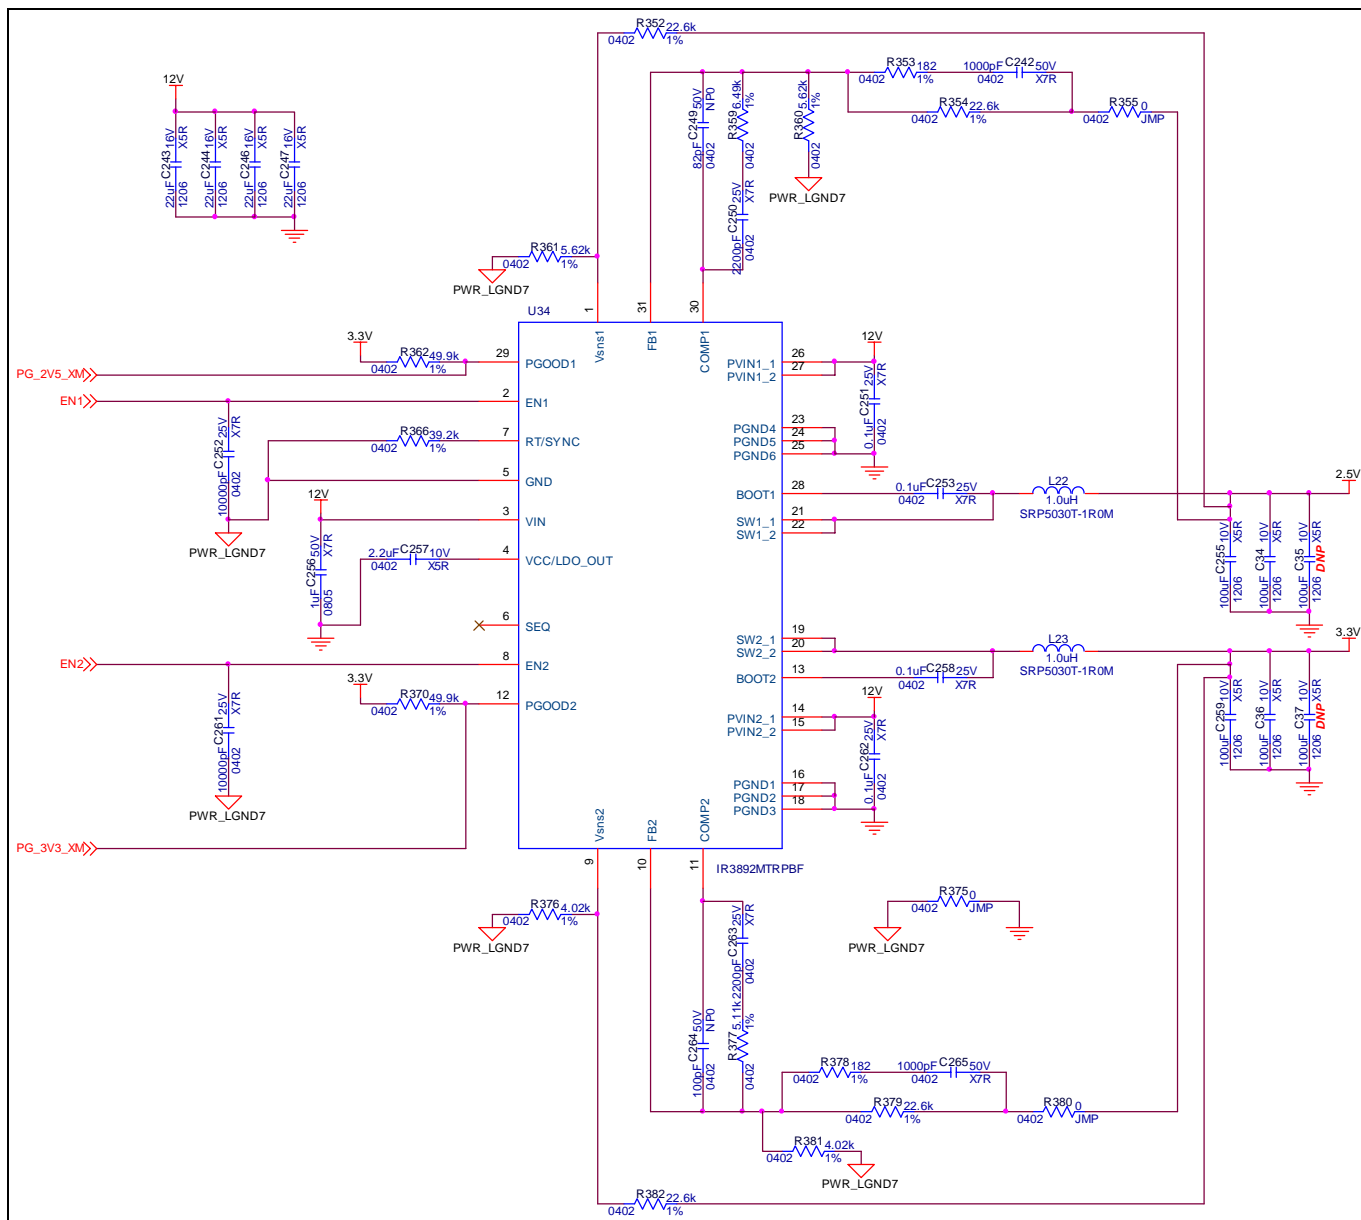 R352 22.6k
0402 1%
12V
16V X5R
22uF C243 1206
16V X5R
22uF C244 1206
16V X5R
22uF C246 1206
16V X5R
22uF C247 1206
50V NP0
82pF C249 0402
R359 6.49k 1% 0402
25V X7R
2200pF C250 0402
R360 5.62k 1% 0402
PWR_LGND7
R353 182
0402 1%
1000pF C242 50V
0402 X7R
R354 22.6k
0402 1%
R355 0
0402 JMP
R361 5.62k
0402 1%
PWR_LGND7
U34
1 Vsns1
31 FB1
30 COMP1
3.3V
R362 49.9k
0402 1%
29 PGOOD1
PG_2V5_XM
EN1
2 EN1
25V X7R
10000pF C252 0402
PWR_LGND7
R366 39.2k
0402 1%
7 RT/SYNC
5 GND
12V
3 VIN
50V X7R
1uF C256 0805
2.2uF C257 10V
0402 X5R
4 VCC/LDO_OUT
6 SEQ
EN2
8 EN2
25V X7R
10000pF C261 0402
PWR_LGND7
3.3V
R370 49.9k
0402 1%
12 PGOOD2
PG_3V3_XM
26 PVIN1_1
27 PVIN1_2
12V
25V X7R
0.1uF C251 0402
23 PGND4
24 PGND5
25 PGND6
28 BOOT1
0.1uF C253 25V
0402 X7R
21 SW1_1
22 SW1_2
L22
1.0uH
SRP5030T-1R0M
2.5V
10V X5R
100uF C255 1206
10V X5R
100uF C34 1206
10V X5R
DNP
100uF C35 1206
19 SW2_1
20 SW2_2
13 BOOT2
0.1uF C258 25V
0402 X7R
L23
1.0uH
SRP5030T-1R0M
3.3V
10V X5R
100uF C259 1206
10V X5R
100uF C36 1206
10V X5R
DNP
100uF C37 1206
14 PVIN2_1
15 PVIN2_2
12V
25V X7R
0.1uF C262 0402
16 PGND1
17 PGND2
18 PGND3
9 Vsns2
10 FB2
11 COMP2
IR3892MTRPBF
R376 4.02k
0402 1%
PWR_LGND7
R375 0
0402 JMP
PWR_LGND7
25V X7R
2200pF C263 0402
R377 5.11k 1% 0402
50V NP0
100pF C264 0402
R378 182
0402 1%
1000pF C265 50V
0402 X7R
R379 22.6k
0402 1%
R380 0
0402 JMP
R381 4.02k
0402 1%
PWR_LGND7
R382 22.6k
0402 1%